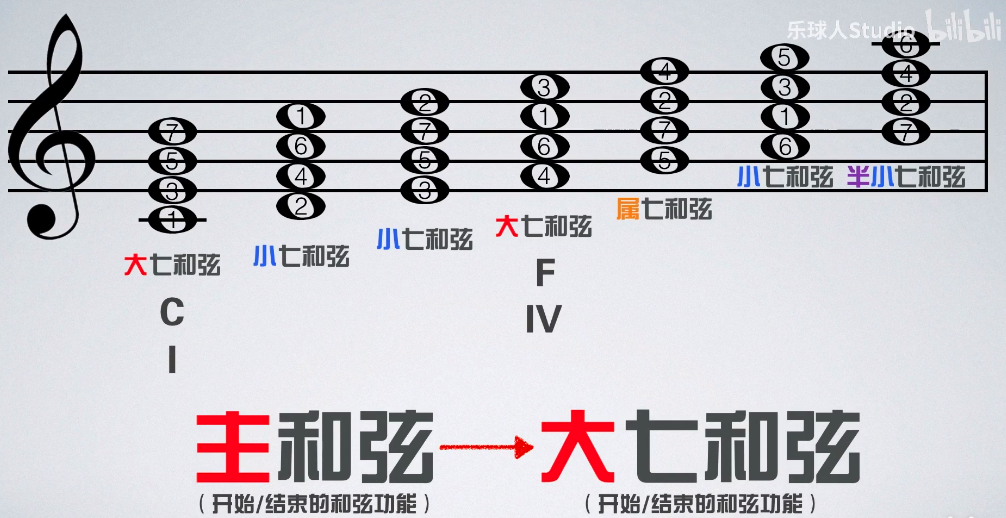 乐球人Studio bilibili
7 1 2 3 4 5 6
5 6 7 1 2 3 4
3 4 5 6 7 1 2
1 2 3 4 5 6 7
大七和弦 小七和弦 小七和弦 大七和弦 属七和弦 小七和弦 半小七和弦
C F
I IV
主和弦 大七和弦
（开始/结束的和弦功能） （开始/结束的和弦功能）